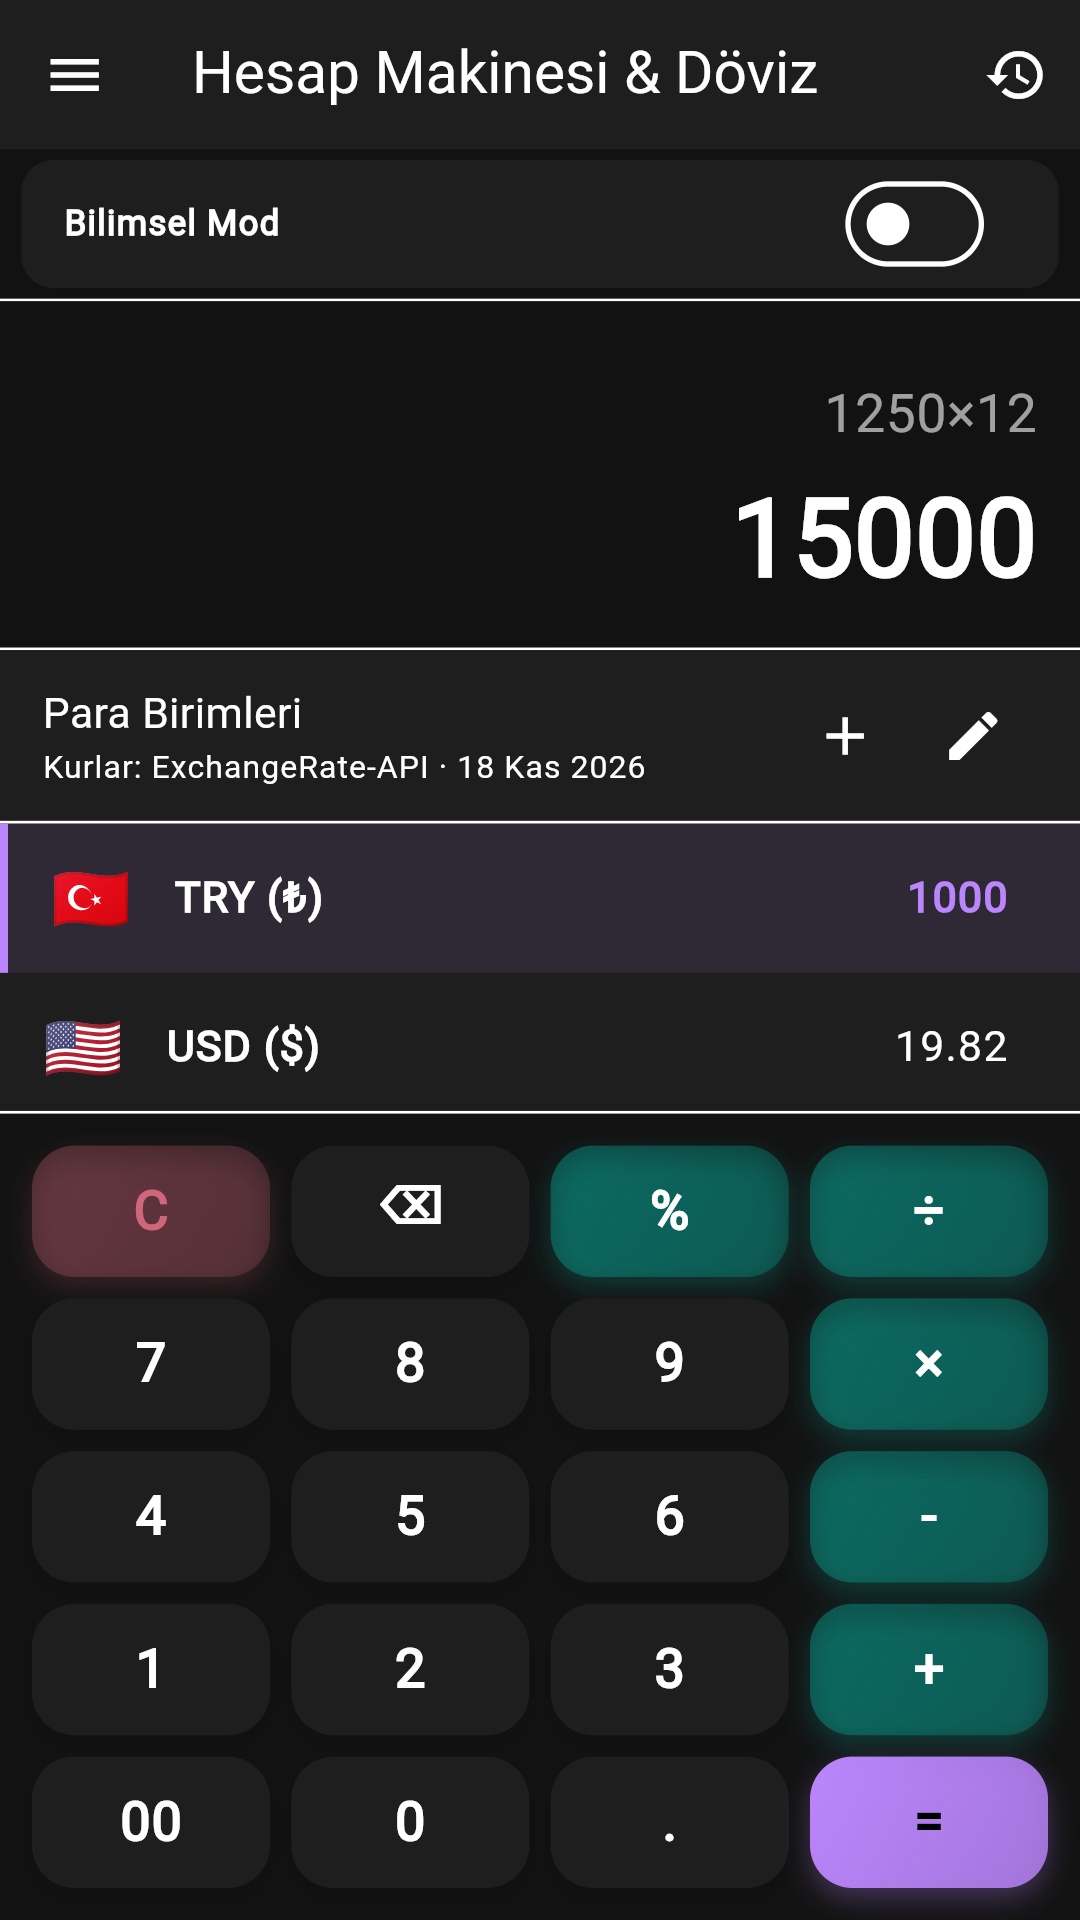 Hesap Makinesi & Döviz
Bilimsel Mod
1250×12
15000
Para Birimleri
Kurlar: ExchangeRate-API · 18 Kas 2026
TRY (₺) 1000
USD ($) 19.82
C % ÷
7 8 9 ×
4 5 6 -
1 2 3 +
00 0 . =